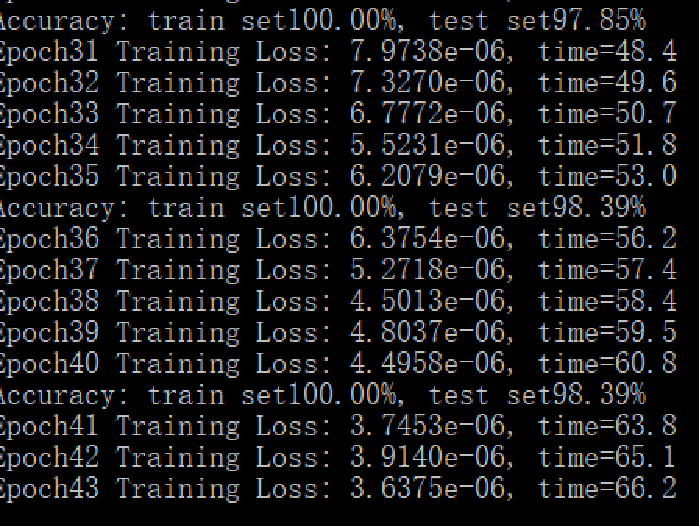 Accuracy: train set100.00%, test set97.85%
Epoch31 Training Loss: 7.9738e-06, time=48.4
Epoch32 Training Loss: 7.3270e-06, time=49.6
Epoch33 Training Loss: 6.7772e-06, time=50.7
Epoch34 Training Loss: 5.5231e-06, time=51.8
Epoch35 Training Loss: 6.2079e-06, time=53.0
Accuracy: train set100.00%, test set98.39%
Epoch36 Training Loss: 6.3754e-06, time=56.2
Epoch37 Training Loss: 5.2718e-06, time=57.4
Epoch38 Training Loss: 4.5013e-06, time=58.4
Epoch39 Training Loss: 4.8037e-06, time=59.5
Epoch40 Training Loss: 4.4958e-06, time=60.8
Accuracy: train set100.00%, test set98.39%
Epoch41 Training Loss: 3.7453e-06, time=63.8
Epoch42 Training Loss: 3.9140e-06, time=65.1
Epoch43 Training Loss: 3.6375e-06, time=66.2